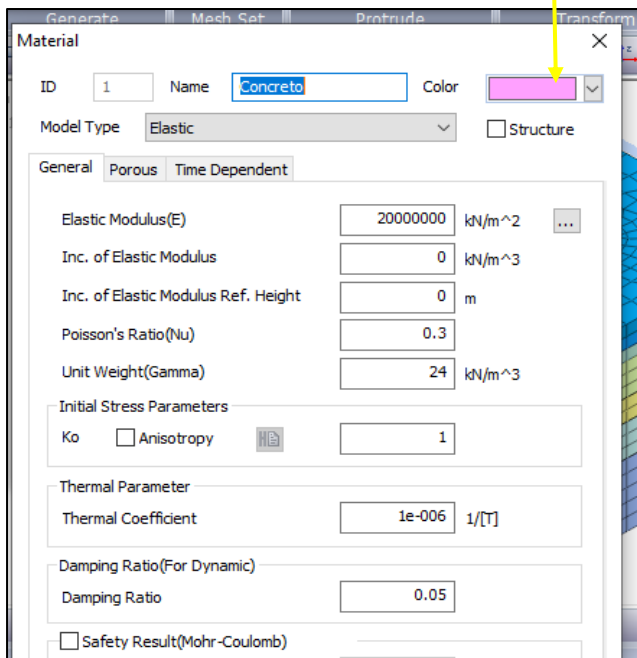 Generate Mesh Set Protrude Transform
Material
ID 1 Name Concreto Color
Model Type Elastic Structure
General Porous Time Dependent
Elastic Modulus(E) 20000000 kN/m^2 ...
Inc. of Elastic Modulus 0 kN/m^3
Inc. of Elastic Modulus Ref. Height 0 m
Poisson's Ratio(Nu) 0.3
Unit Weight(Gamma) 24 kN/m^3
Initial Stress Parameters
Ko Anisotropy 1
Thermal Parameter
Thermal Coefficient 1e-006 1/[T]
Damping Ratio(For Dynamic)
Damping Ratio 0.05
Safety Result(Mohr-Coulomb)